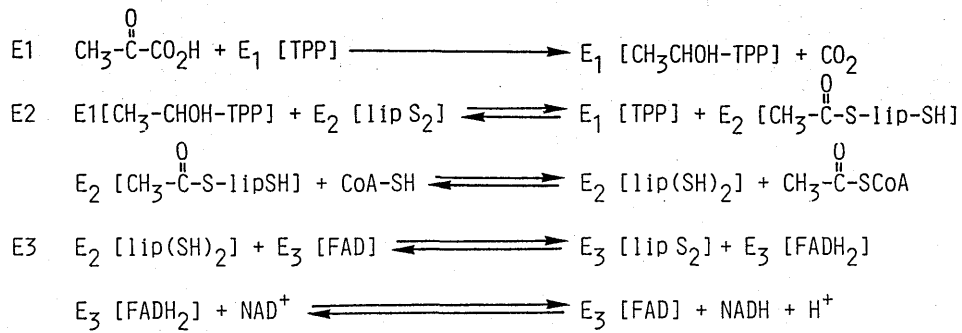 O
E1 CH₃-C-CO₂H + E₁ [TPP] ⟶ E₁ [CH₃CHOH-TPP] + CO₂
O
E2 E1[CH₃-CHOH-TPP] + E₂ [lip S₂] ⇌ E₁ [TPP] + E₂ [CH₃-C-S-lip-SH]
O O
E₂ [CH₃-C-S-lipSH] + CoA-SH ⇌ E₂ [lip(SH)₂] + CH₃-C-SCoA
E3 E₂ [lip(SH)₂] + E₃ [FAD] ⇌ E₃ [lip S₂] + E₃ [FADH₂]
E₃ [FADH₂] + NAD⁺ ⇌ E₃ [FAD] + NADH + H⁺